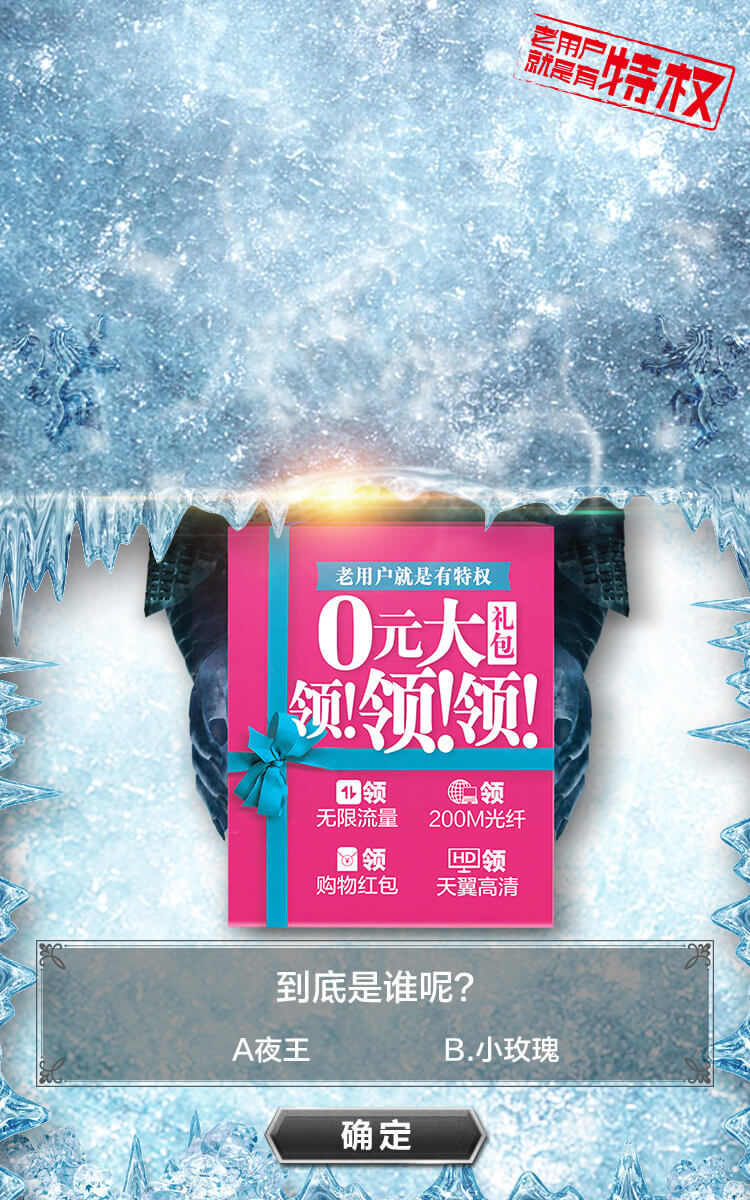 老用户
就是有特权
老用户就是有特权
0元大礼包
领!领!领!
领 领
无限流量 200M光纤
HD领
领
购物红包 天翼高清
到底是谁呢?
A夜王 B.小玫瑰
确定